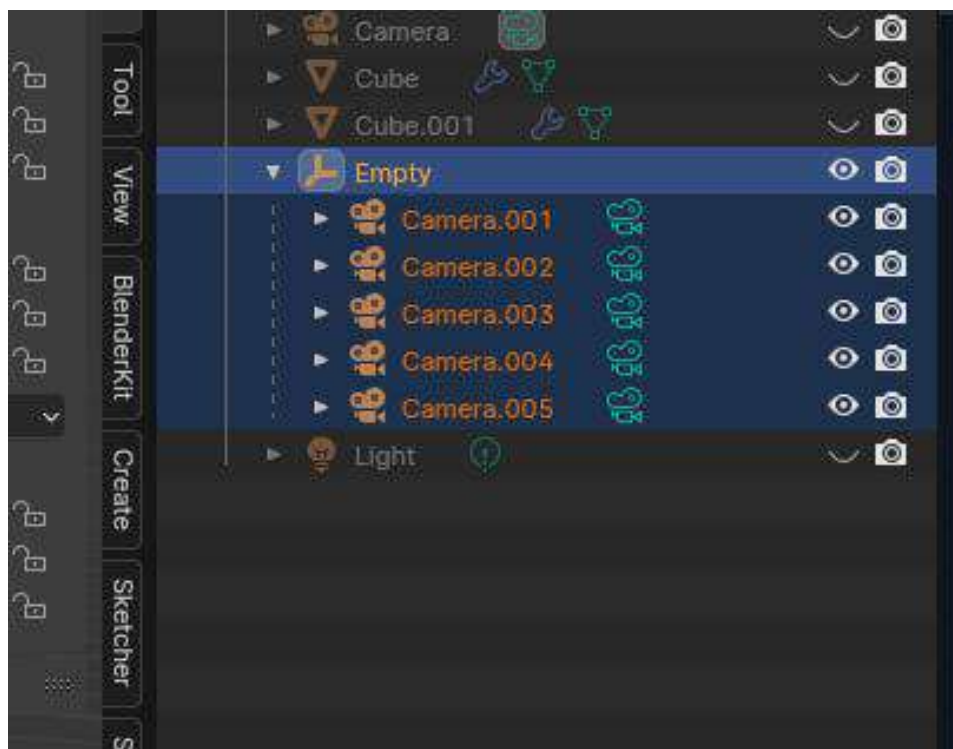 Camera
Cube
Cube.001
Empty
Camera.001
Camera.002
Camera.003
Camera.004
Camera.005
Light
Tool
View
BlenderKit
Create
Sketcher